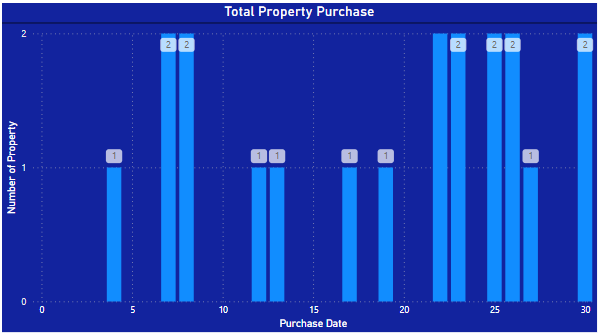 Total Property Purchase
2
2 2 2 2 2 2
1 1 1 1 1 1
1
0
0 5 10 15 20 25 30
Number of Property
Purchase Date